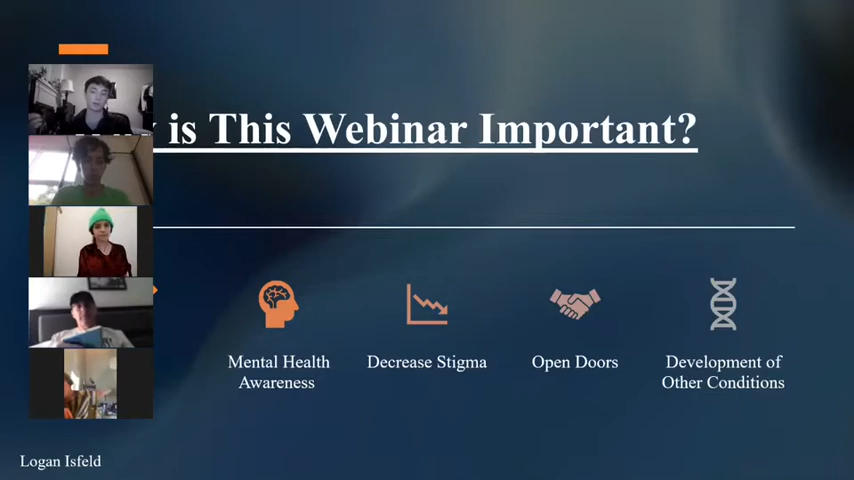 is This Webinar Important?
Mental Health
Awareness
Decrease Stigma
Open Doors
Development of
Other Conditions
Logan Isfeld